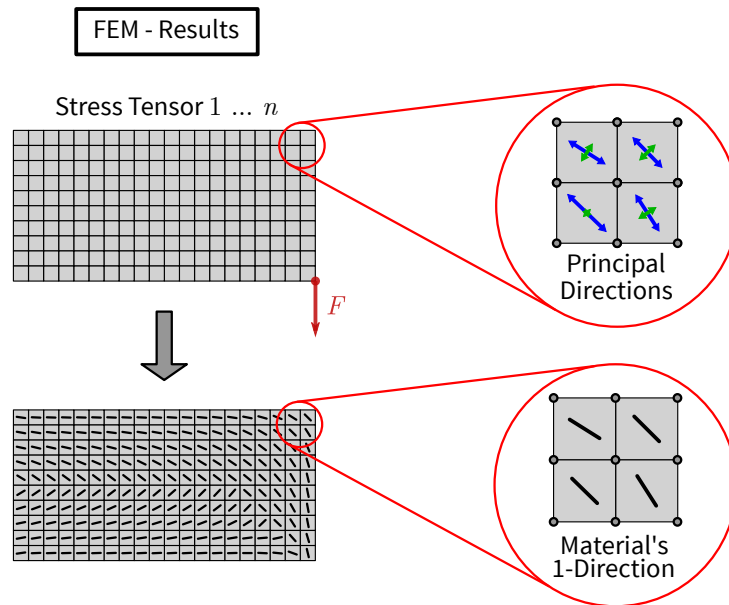 FEM - Results
Stress Tensor 1 ... n
Principal
Directions
F
Material's
1-Direction